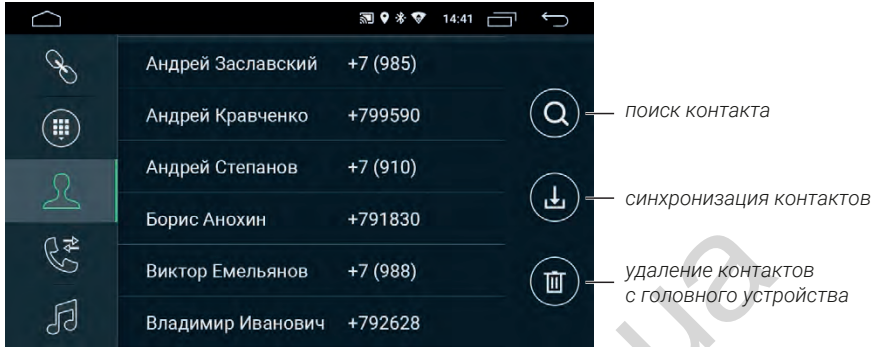 14:41
Андрей Заславский +7 (985)
Андрей Кравченко +799590
поиск контакта
Андрей Степанов +7 (910)
синхронизация контактов
Борис Анохин +791830
Виктор Емельянов +7 (988)
удаление контактов
с головного устройства
Владимир Иванович +792628
ua